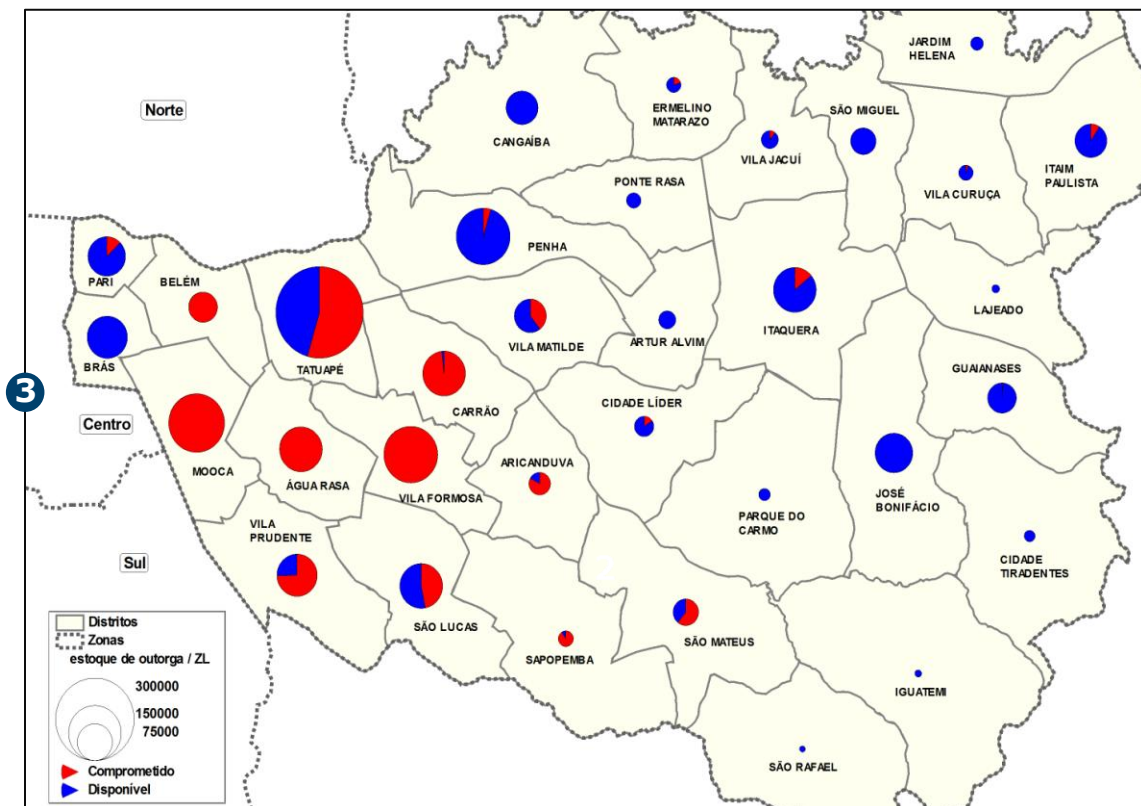 JARDIM
HELENA
Norte
ERMELINO
MATARAZO
SÃO MIGUEL
CANGAÍBA
VILA JACUÍ
ITAIM
PAULISTA
PONTE RASA
VILA CURUÇA
PENHA
BELÉM
PARI
ITAQUERA
LAJEADO
VILA MATILDE
ARTUR ALVIM
BRÁS
TATUAPÉ
GUAIANASES
3
CARRÃO
CIDADE LÍDER
Centro
ARICANDUVA
MOOCA
ÁGUA RASA
VILA FORMOSA
JOSÉ
BONIFÁCIO
PARQUE DO
CARMO
VILA
PRUDENTE
Sul
2
CIDADE
TIRADENTES
SÃO LUCAS
SÃO MATEUS
SAPOPEMBA
IGUATEMI
SÃO RAFAEL
Distritos
Zonas
estoque de outorga / ZL
300000
150000
75000
Comprometido
Disponível